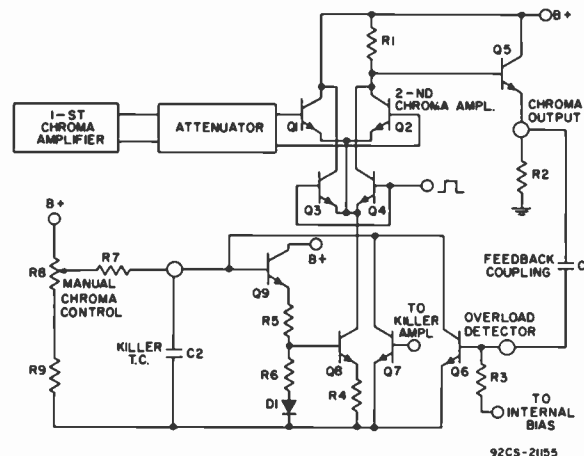 B+
R1
Q5
2-ND
CHROMA AMPL.
CHROMA
OUTPUT
1-ST
CHROMA
AMPLIFIER
ATTENUATOR
Q1
Q2
R2
Q3
Q4
B+
B+
R7
R8
MANUAL
CHROMA
CONTROL
Q9
FEEDBACK
COUPLING
C
R5
TO
KILLER
AMPL
OVERLOAD
DETECTOR
KILLER
T.C.
C2
R9
R6
Q8
Q7
Q6
R4
R3
D1
TO
INTERNAL
BIAS
92CS-21155